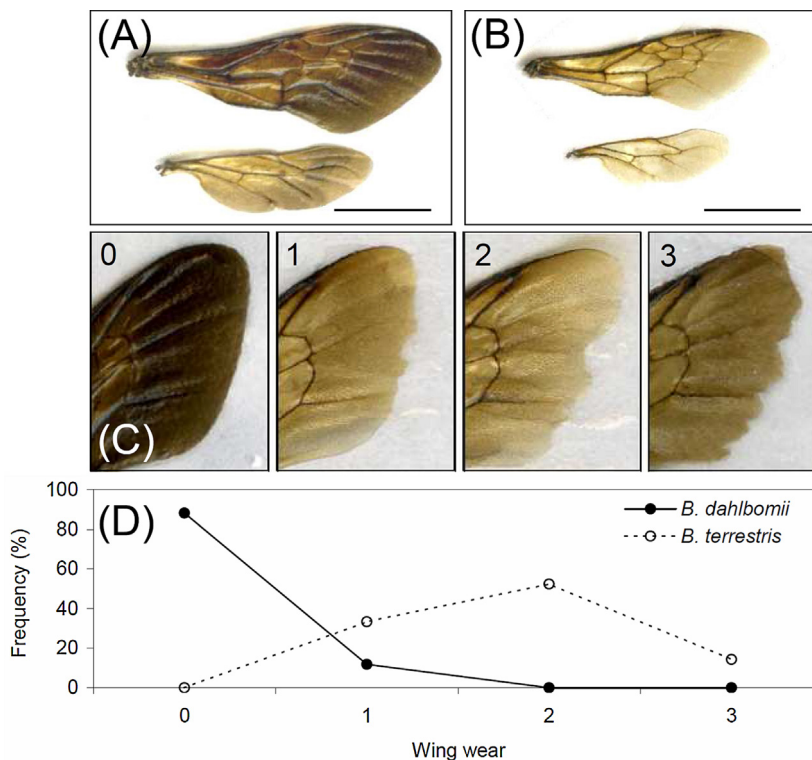 (A)
(B)
0
1
2
3
(C)
(D)
100
80
60
40
20
0
Frequency (%)
B. dahlbomii
B. terrestris
0
1
2
3
Wing wear